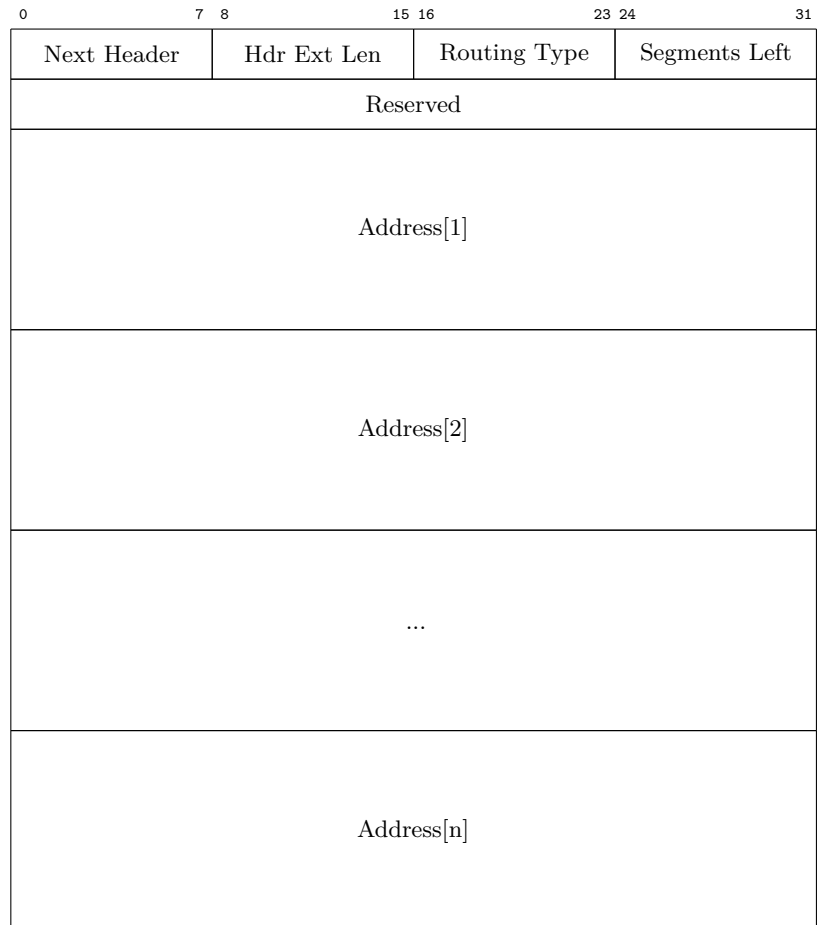 0 7 8 15 16 23 24 31
Next Header Hdr Ext Len Routing Type Segments Left
Reserved
Address[1]
Address[2]
...
Address[n]